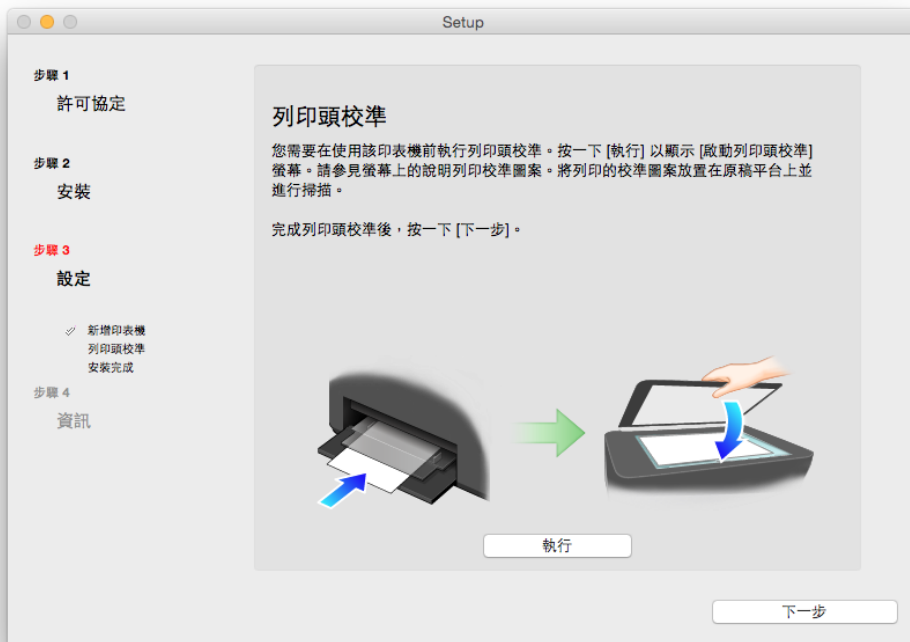 Setup
步驟 1
許可協定
步驟 2
安裝
步驟 3
設定
新增印表機
列印頭校準
安裝完成
步驟 4
資訊
列印頭校準
您需要在使用該印表機前執行列印頭校準。按一下 [執行] 以顯示 [啟動列印頭校準]
螢幕。請參見螢幕上的說明列印校準圖案。將列印的校準圖案放置在原稿平台上並
進行掃描。
完成列印頭校準後，按一下 [下一步]。
執行
下一步